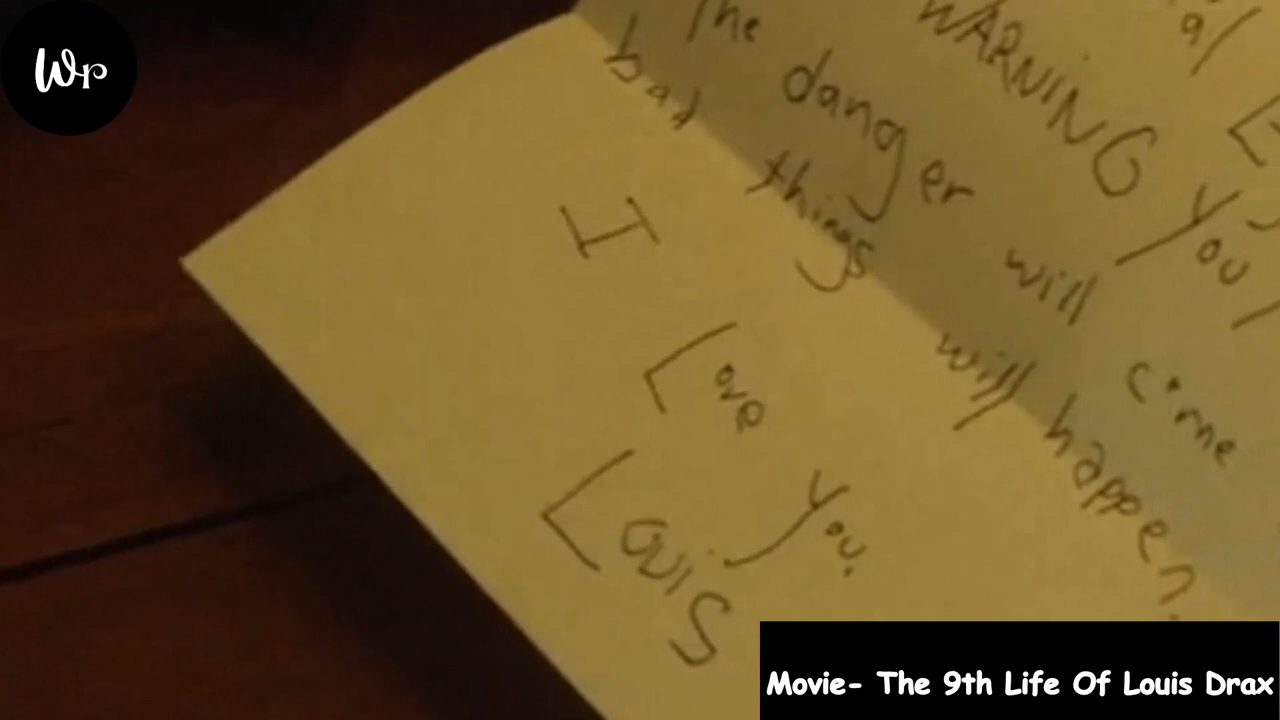 Wp
WARNING you
The danger will come
bad things will happen.
I Love you.
Louis
Movie- The 9th Life Of Louis Drax